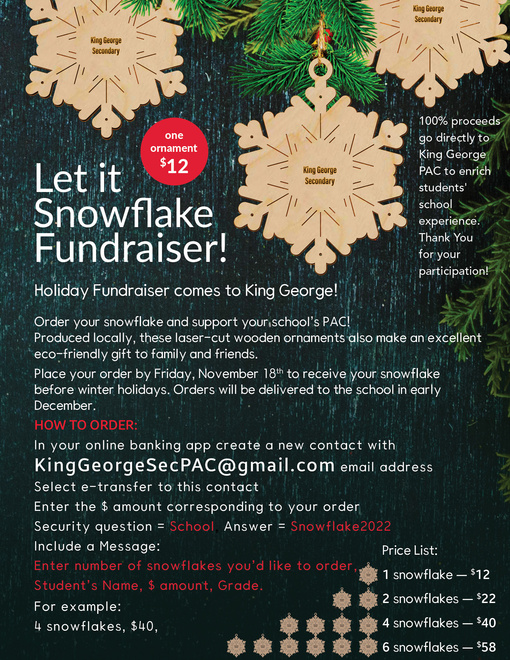 King George
Secondary
King George
Secondary
King George
Secondary
one
ornament
$12
Let it
Snowflake
Fundraiser!
100% proceeds
go directly to
King George
PAC to enrich
students'
school
experience.
Thank You
for your
participation!
Holiday Fundraiser comes to King George!
Order your snowflake and support your school's PAC!
Produced locally, these laser-cut wooden ornaments also make an excellent
eco-friendly gift to family and friends.
Place your order by Friday, November 18th to receive your snowflake
before winter holidays. Orders will be delivered to the school in early
December.
HOW TO ORDER:
In your online banking app create a new contact with
KingGeorgeSecPAC@gmail.com email address
Select e-transfer to this contact
Enter the $ amount corresponding to your order
Security question = School Answer = Snowflake2022
Include a Message:
Enter number of snowflakes you'd like to order,
Student's Name, $ amount, Grade.
For example:
4 snowflakes, $40,
Price List:
1 snowflake — $12
2 snowflakes — $22
4 snowflakes — $40
6 snowflakes — $58